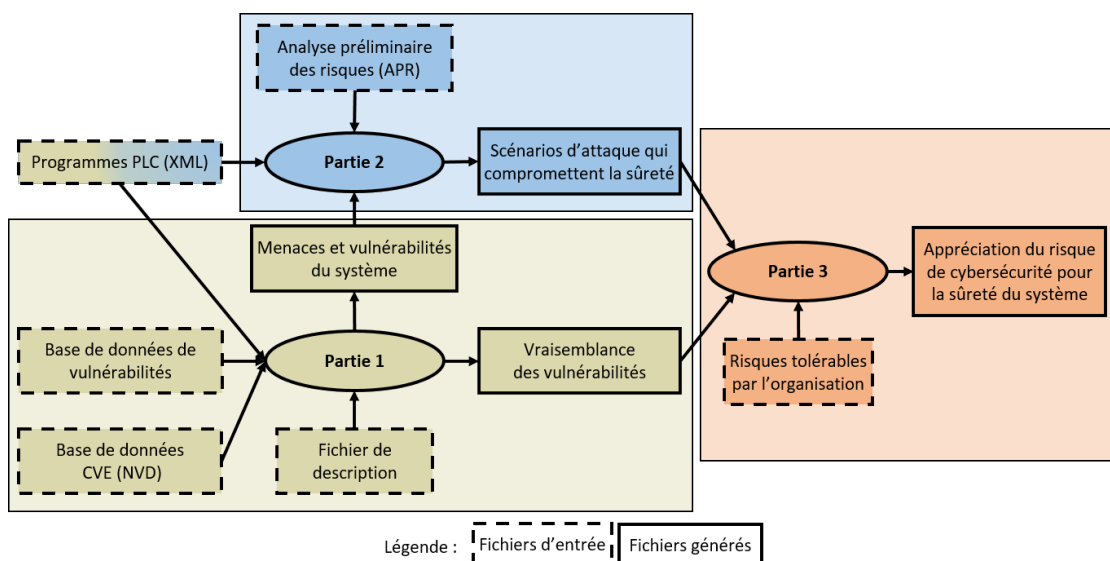 Analyse préliminaire
des risques (APR)
Programmes PLC (XML)
Partie 2
Scénarios d'attaque qui
compromettent la sûreté
Menaces et vulnérabilités
du système
Partie 3
Appréciation du risque
de cybersécurité pour
la sûreté du système
Base de données de
vulnérabilités
Partie 1
Vraisemblance
des vulnérabilités
Risques tolérables
par l'organisation
Base de données
CVE (NVD)
Fichier de
description
Légende :
Fichiers d'entrée
Fichiers générés